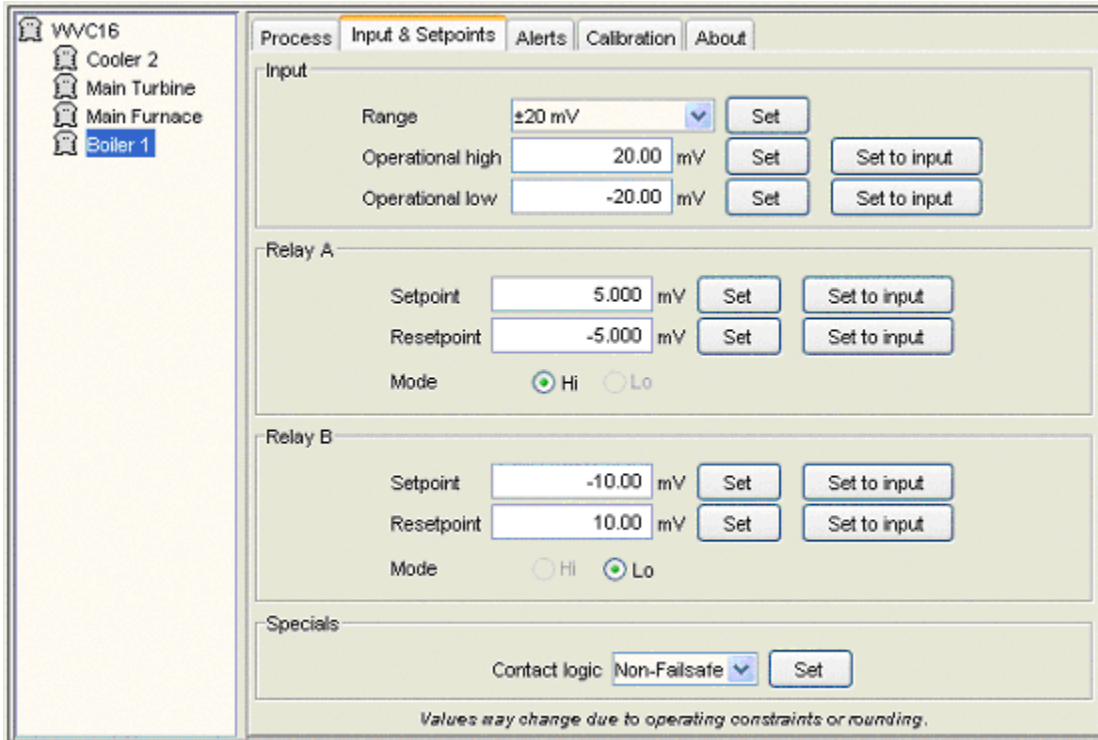 WVC16
Cooler 2
Main Turbine
Main Furnace
Boiler 1
Process Input & Setpoints Alerts Calibration About
Input
Range ±20 mV Set
Operational high 20.00 mV Set Set to input
Operational low -20.00 mV Set Set to input
Relay A
Setpoint 5.000 mV Set Set to input
Resetpoint -5.000 mV Set Set to input
Mode Hi Lo
Relay B
Setpoint -10.00 mV Set Set to input
Resetpoint 10.00 mV Set Set to input
Mode Hi Lo
Specials
Contact logic Non-Failsafe Set
Values may change due to operating constraints or rounding.